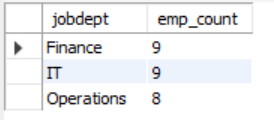 jobdept emp_count
Finance 9
IT 9
Operations 8